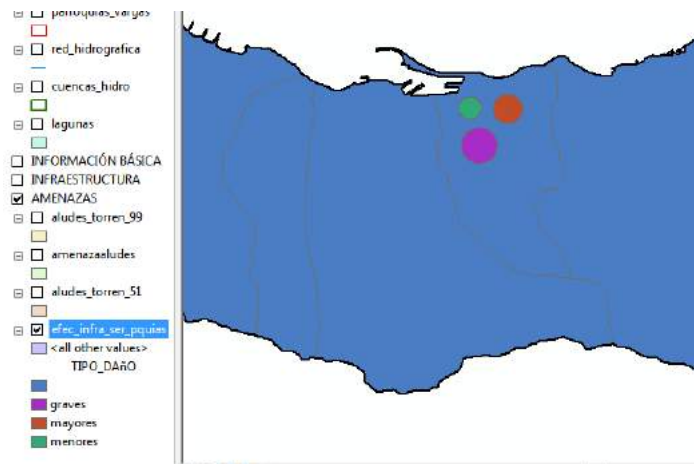 parroquias_vargas
red_hidrografica
cuencas_hidro
lagunas
INFORMACIÓN BÁSICA
INFRAESTRUCTURA
AMENAZAS
aludes_torren_99
amenazaaludes
aludes_torren_51
efec_infra_ser_pquias
<all other values>
TIPO_DAñO
graves
mayores
menores